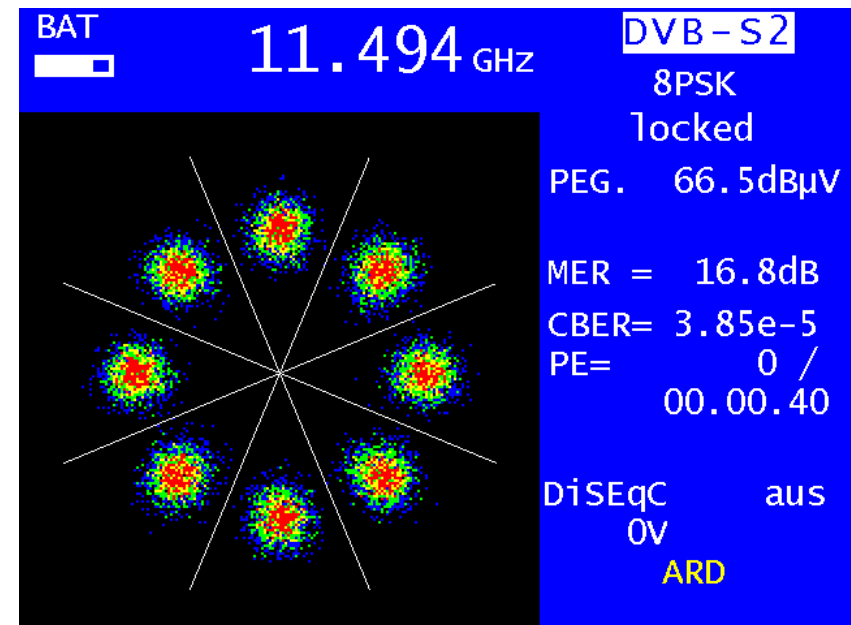 BAT
11.494 GHz
DVB-S2
8PSK
locked
PEG. 66.5dBµV
MER = 16.8dB
CBER= 3.85e-5
PE= 0 /
00.00.40
DiSEqC aus
0V
ARD